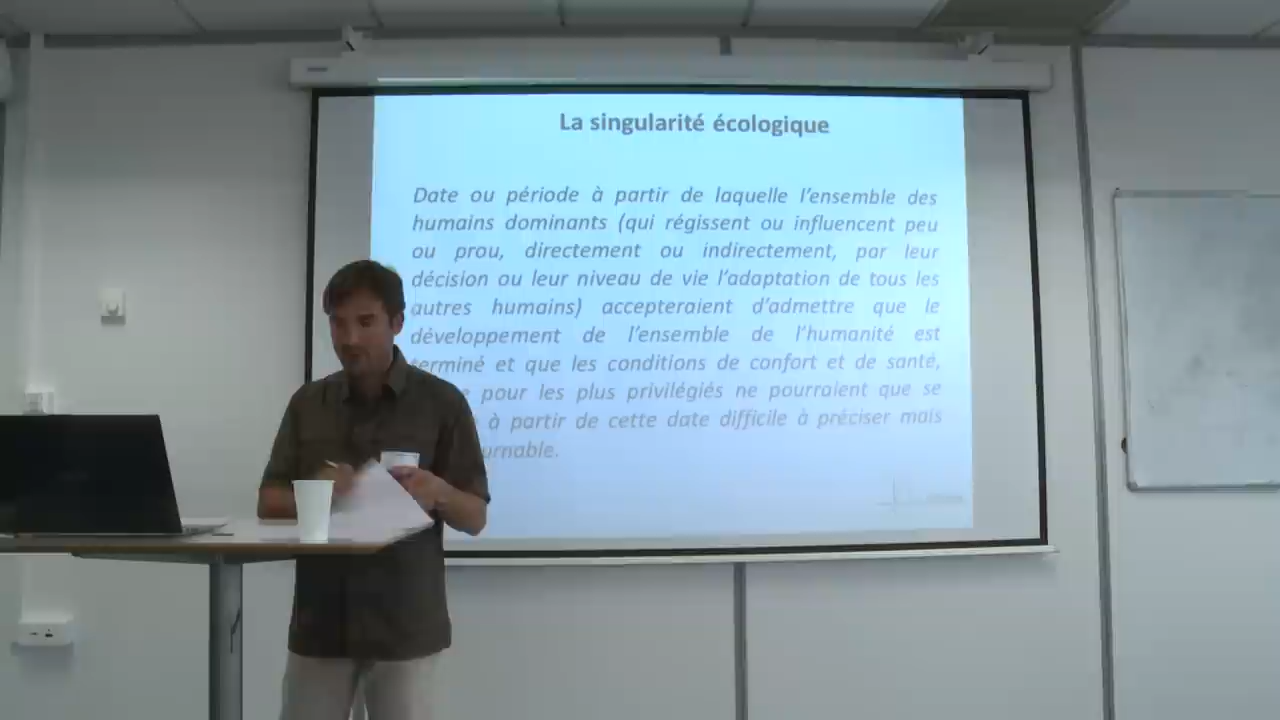 La singularité écologique
Date ou période à partir de laquelle l'ensemble des
humains dominants (qui régissent ou influencent peu
ou prou, directement ou indirectement, par leur
décision ou leur niveau de vie l'adaptation de tous les
autres humains) accepteraient d'admettre que le
développement de l'ensemble de l'humanité est
terminé et que les conditions de confort et de santé,
pour les plus privilégiés ne pourraient que se
à partir de cette date difficile à préciser mais